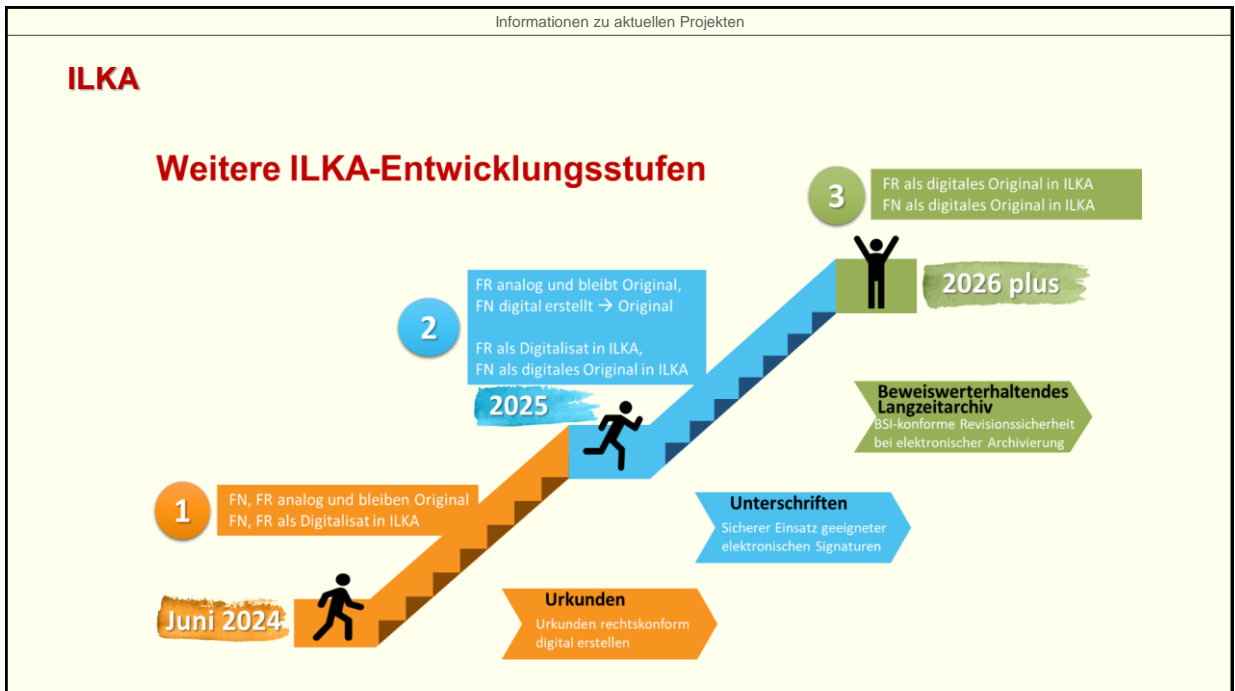 Informationen zu aktuellen Projekten
ILKA
Weitere ILKA-Entwicklungsstufen
3
FR als digitales Original in ILKA
FN als digitales Original in ILKA
2026 plus
2
FR analog und bleibt Original,
FN digital erstellt → Original
FR als Digitalisat in ILKA,
FN als digitales Original in ILKA
2025
Beweiswerterhaltendes
Langzeitarchiv
BSI-konforme Revisionssicherheit
bei elektronischer Archivierung
1
FN, FR analog und bleiben Original
FN, FR als Digitalisat in ILKA
Unterschriften
Sicherer Einsatz geeigneter
elektronischen Signaturen
Juni 2024
Urkunden
Urkunden rechtskonform
digital erstellen